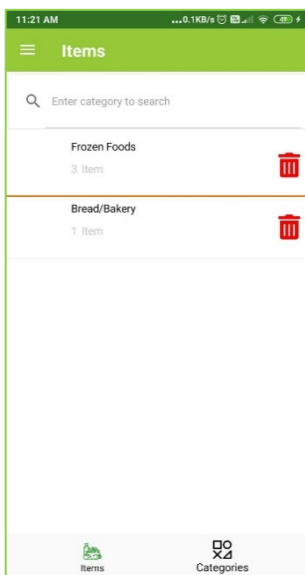 11:21 AM ...0.1KB/s
Items
Enter category to search
Frozen Foods
3 Item
Bread/Bakery
1 Item
Items
Categories